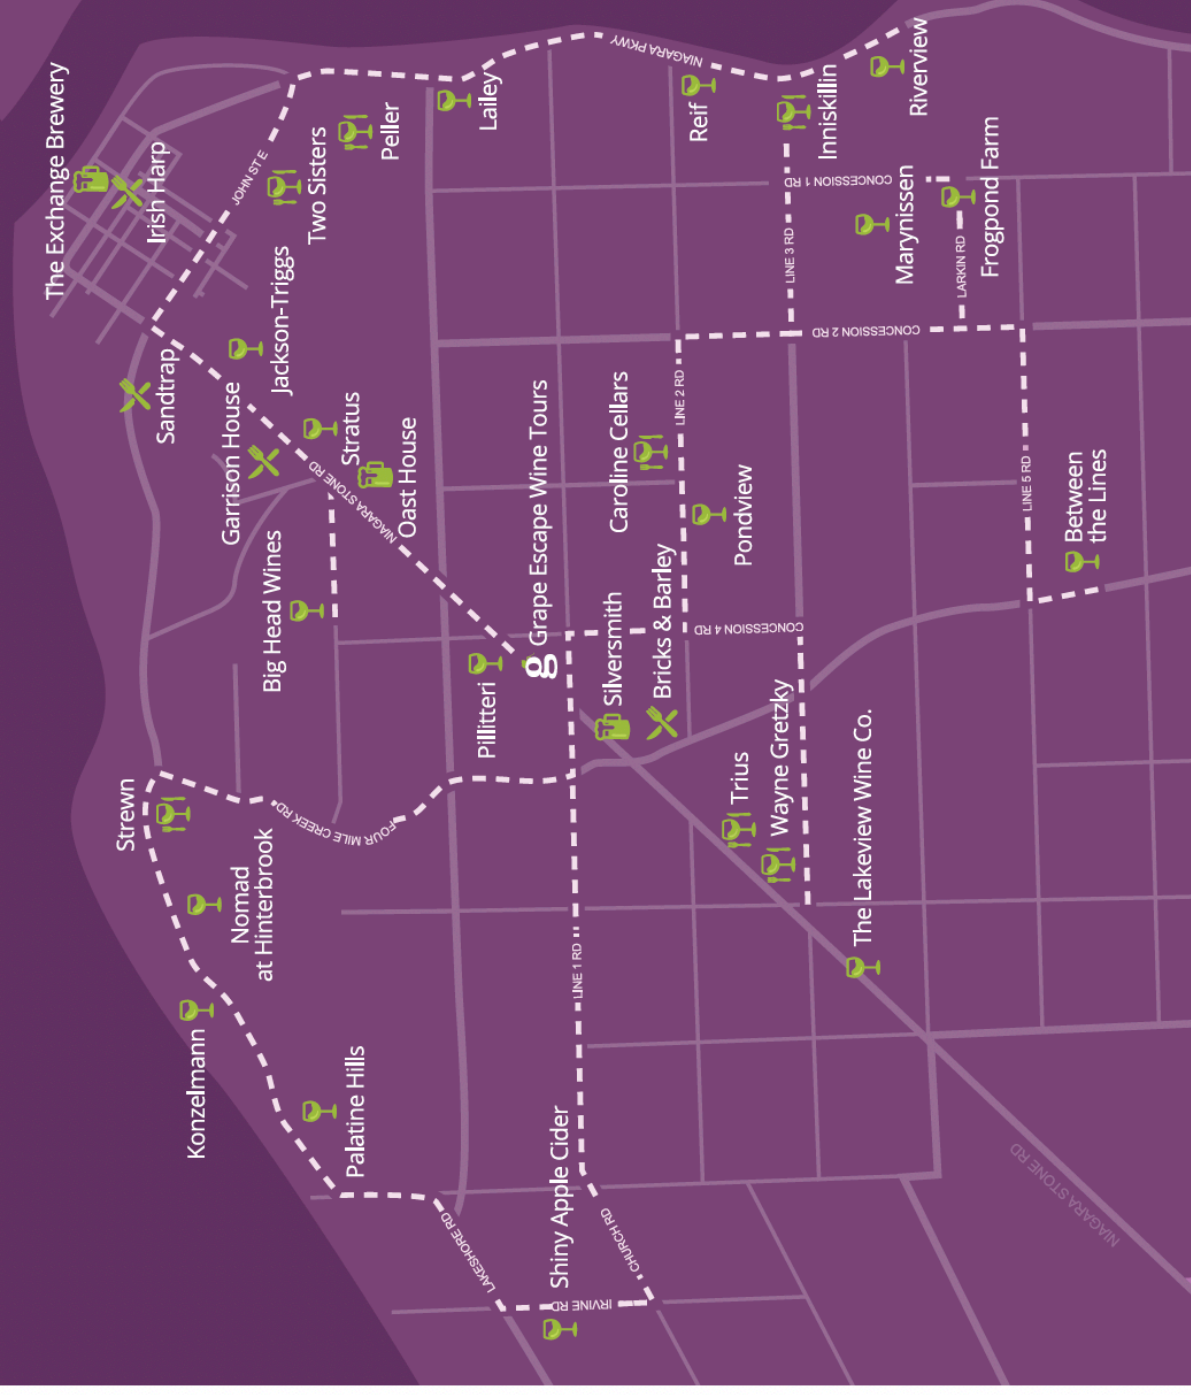 The Exchange Brewery
Irish Harp
JOHN ST E
Two Sisters
Peller
Lailey
NIAGARA PKWY
Reif
Inniskillin
Riverview
CONCESSION 1 RD
Marynissen
Frogpond Farm
LARKIN RD
LINE 3 RD
CONCESSION 2 RD
Sandtrap
Jackson-Triggs
Garrison House
Stratus
NIAGARA STONE RD
Oast House
Big Head Wines
g Grape Escape Wine Tours
Pillitteri
Caroline Cellars
LINE 2 RD
Pondview
LINE 5 RD
Between
the Lines
Silversmith
Bricks & Barley
CONCESSION 4 RD
Trius
Wayne Gretzky
The Lakeview Wine Co.
Strewn
FOUR MILE CREEK RD
Nomad
at Hinterbrook
Konzelmann
LINE 1 RD
Palatine Hills
Shiny Apple Cider
LAKESHORE RD
CHURCH RD
IRVINE RD
NIAGARA STONE RD